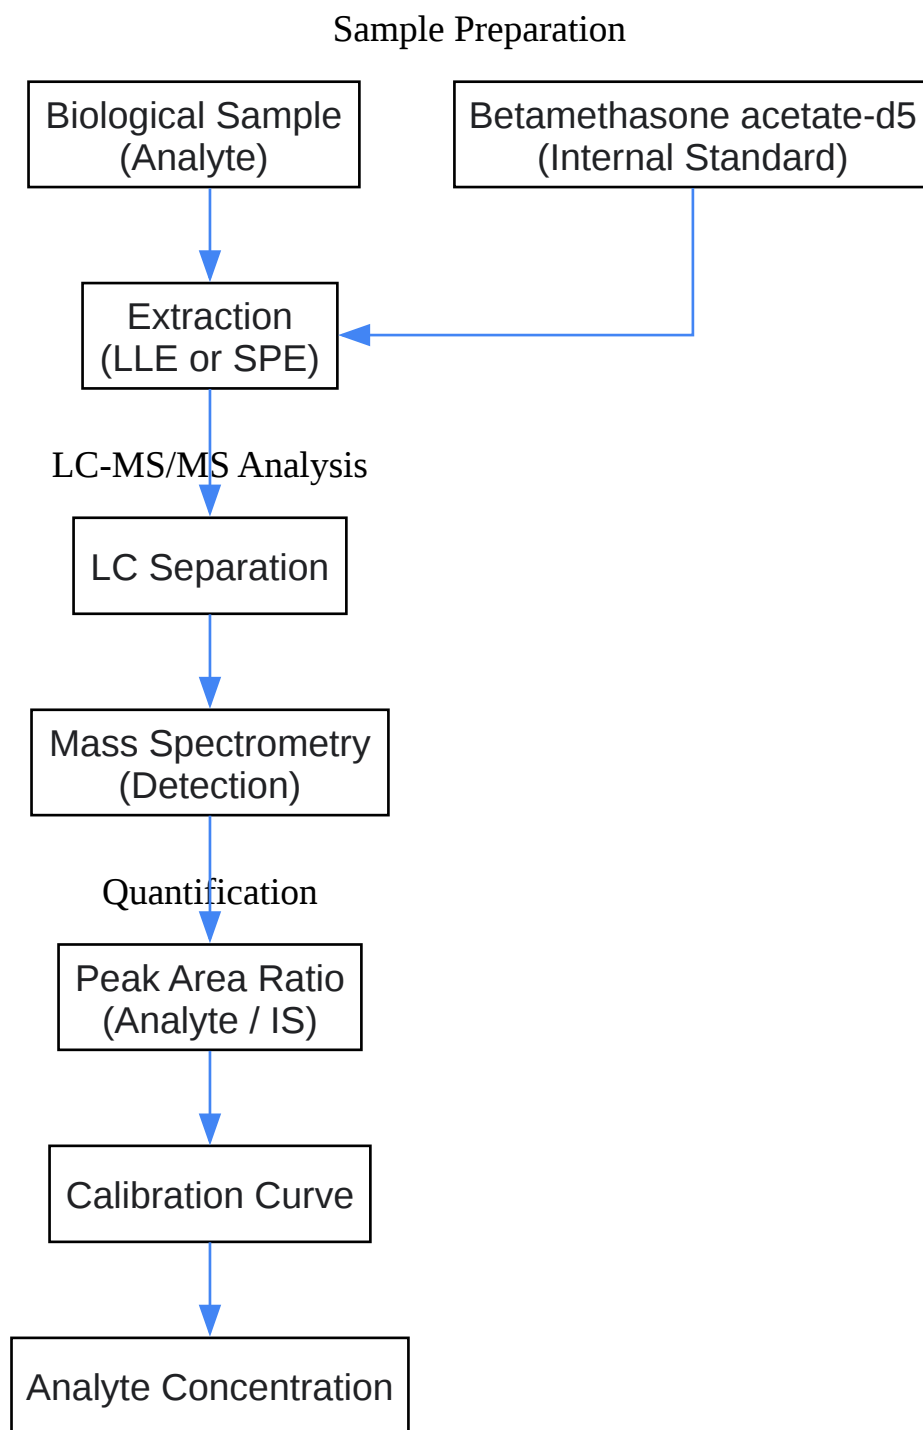 Sample Preparation
Biological Sample
(Analyte)
Betamethasone acetate-d5
(Internal Standard)
Extraction
(LLE or SPE)
LC-MS/MS Analysis
LC Separation
Mass Spectrometry
(Detection)
Quantification
Peak Area Ratio
(Analyte / IS)
Calibration Curve
Analyte Concentration